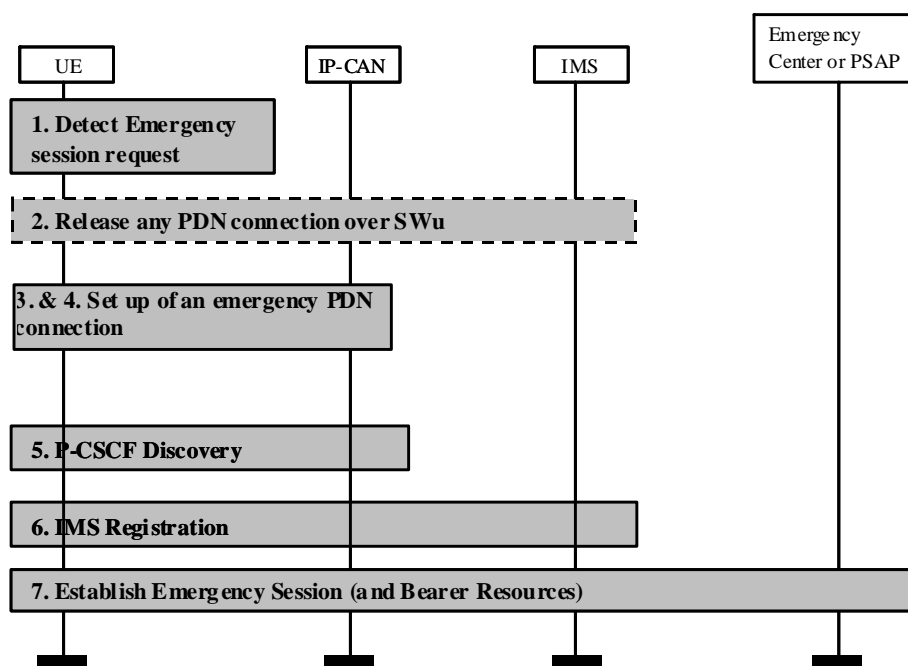 UE
IP-CAN
IMS
Emergency
Center or PSAP
1. Detect Emergency
session request
2. Release any PDN connection over SWu
3. & 4. Set up of an emergency PDN
connection
5. P-CSCF Discovery
6. IMS Registration
7. Establish Emergency Session (and Bearer Resources)